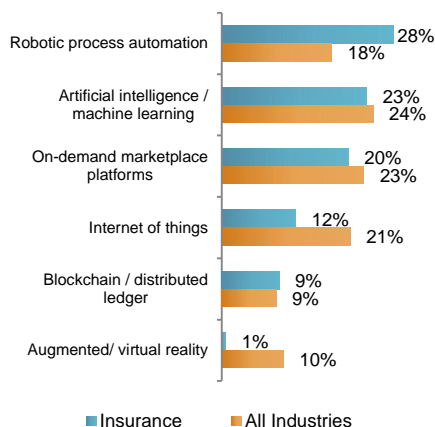 Robotic process automation
28%
18%
Artificial intelligence /
machine learning
23%
24%
On-demand marketplace
platforms
20%
23%
Internet of things
12%
21%
Blockchain / distributed
ledger
9%
9%
Augmented/ virtual reality
1%
10%
Insurance
All Industries